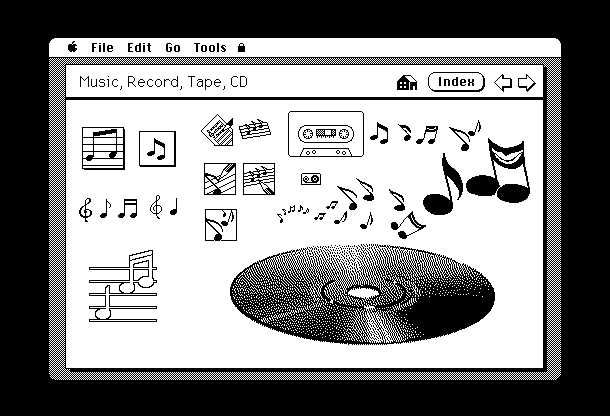 File Edit Go Tools
Music, Record, Tape, CD
Index